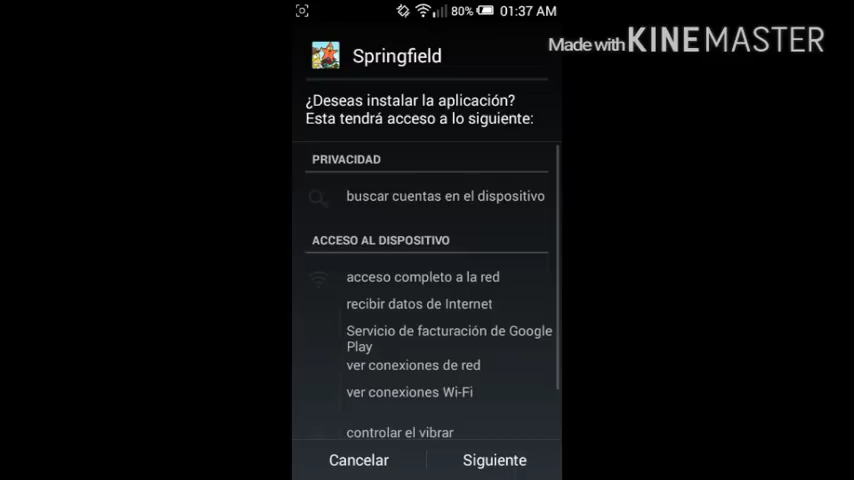 80% 01:37 AM
Made with KINEMASTER
Springfield
¿Deseas instalar la aplicación?
Esta tendrá acceso a lo siguiente:
PRIVACIDAD
buscar cuentas en el dispositivo
ACCESO AL DISPOSITIVO
acceso completo a la red
recibir datos de Internet
Servicio de facturación de Google
Play
ver conexiones de red
ver conexiones Wi-Fi
controlar el vibrar
Cancelar Siguiente